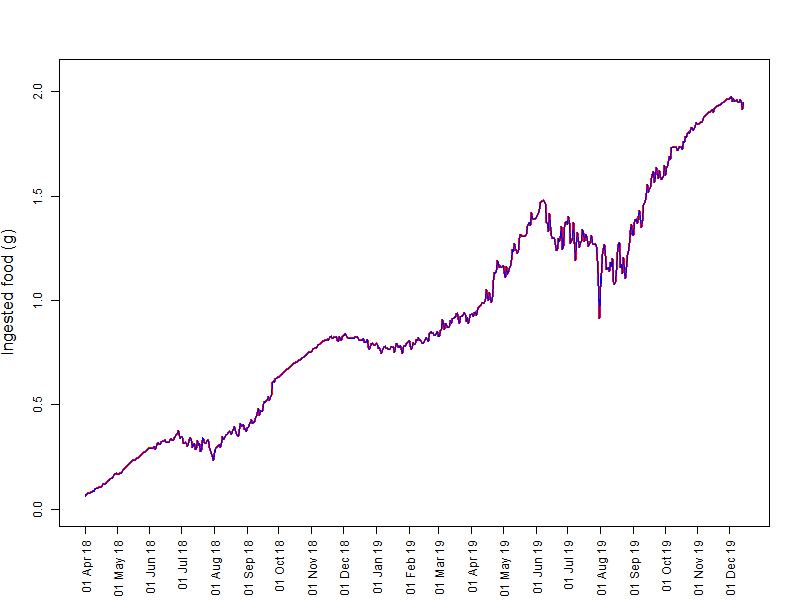 Ingested food (g)
2.0
1.5
1.0
0.5
0.0
01 Apr 18
01 May 18
01 Jun 18
01 Jul 18
01 Aug 18
01 Sep 18
01 Oct 18
01 Nov 18
01 Dec 18
01 Jan 19
01 Feb 19
01 Mar 19
01 Apr 19
01 May 19
01 Jun 19
01 Jul 19
01 Aug 19
01 Sep 19
01 Oct 19
01 Nov 19
01 Dec 19